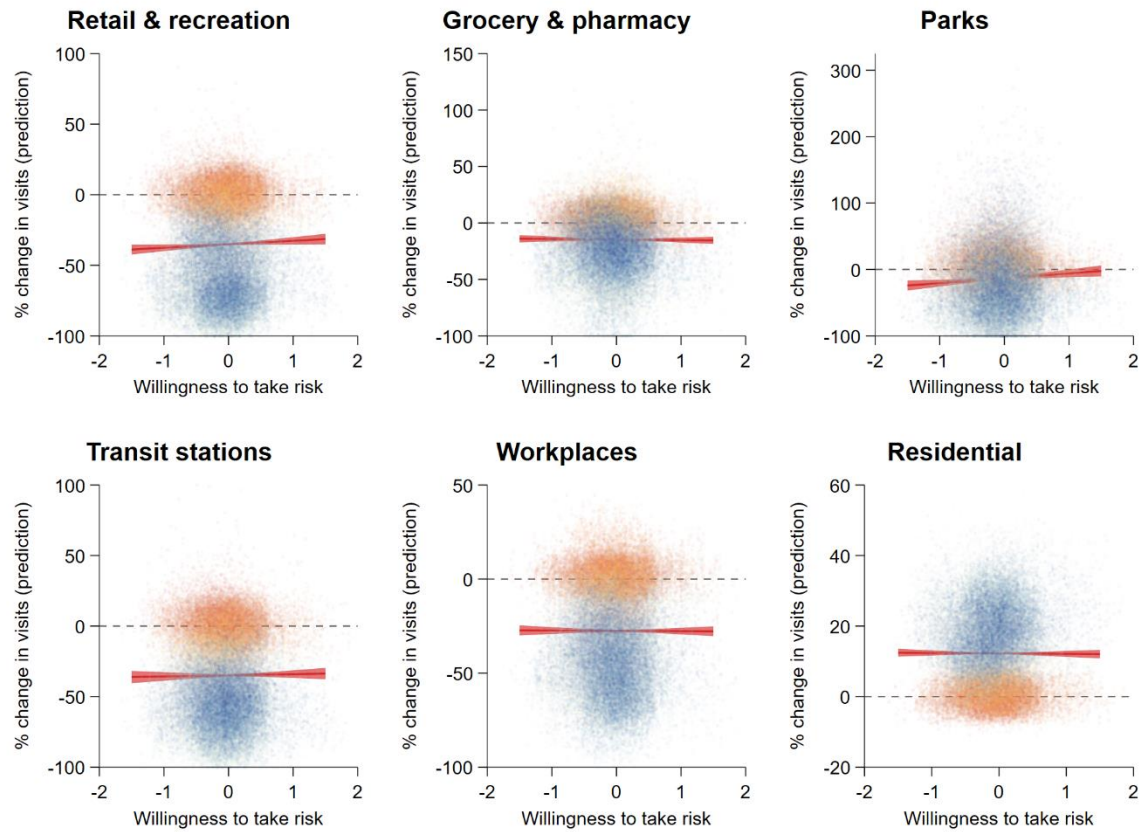 Retail & recreation
% change in visits (prediction)
100
50
0
-50
-100
-2 -1 0 1 2
Willingness to take risk
Grocery & pharmacy
% change in visits (prediction)
150
100
50
0
-50
-100
-2 -1 0 1 2
Willingness to take risk
Parks
% change in visits (prediction)
300
200
100
0
-100
-2 -1 0 1 2
Willingness to take risk
Transit stations
% change in visits (prediction)
100
50
0
-50
-100
-2 -1 0 1 2
Willingness to take risk
Workplaces
% change in visits (prediction)
50
0
-50
-100
-2 -1 0 1 2
Willingness to take risk
Residential
% change in visits (prediction)
60
40
20
0
-20
-2 -1 0 1 2
Willingness to take risk